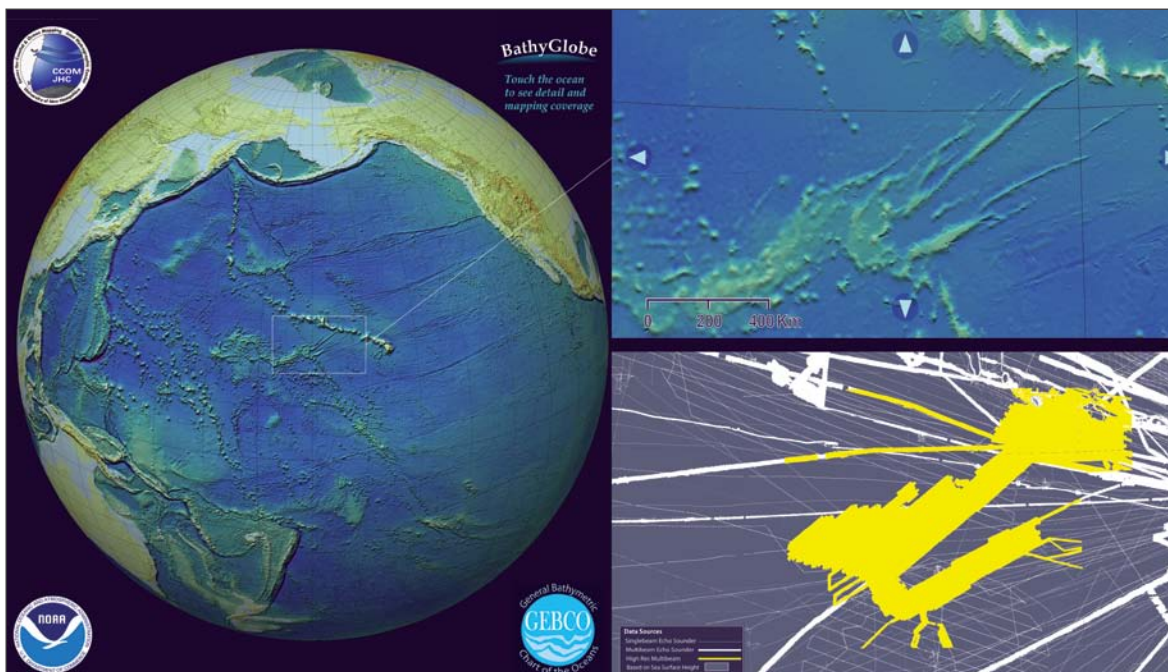 CCOM
JHC
BathyGlobe
Touch the ocean
to see detail and
mapping coverage
0 200 400 Km
NOAA
General Bathymetric
GEBCO
Chart of the Oceans
Data Sources
Singlebeam Echo Sounder
Multibeam Echo Sounder
High Res Multibeam
Based on Sea Surface Height